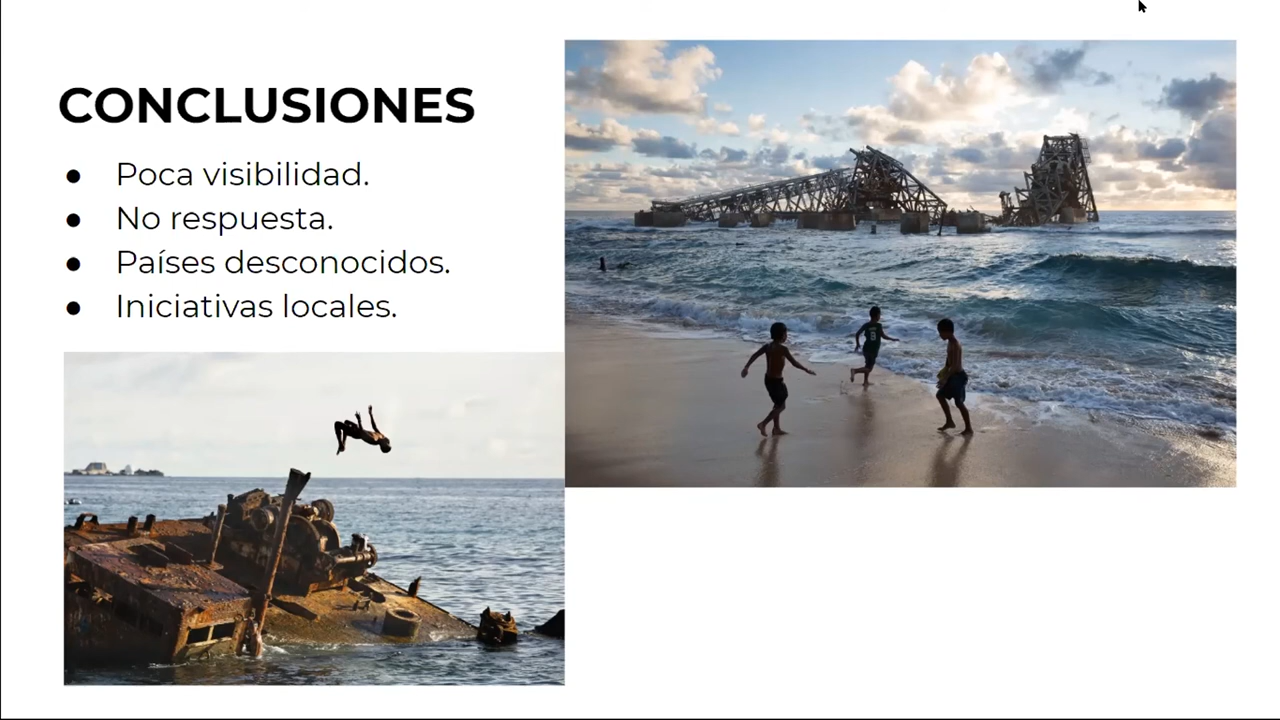 CONCLUSIONES
● Poca visibilidad.
● No respuesta.
● Países desconocidos.
● Iniciativas locales.